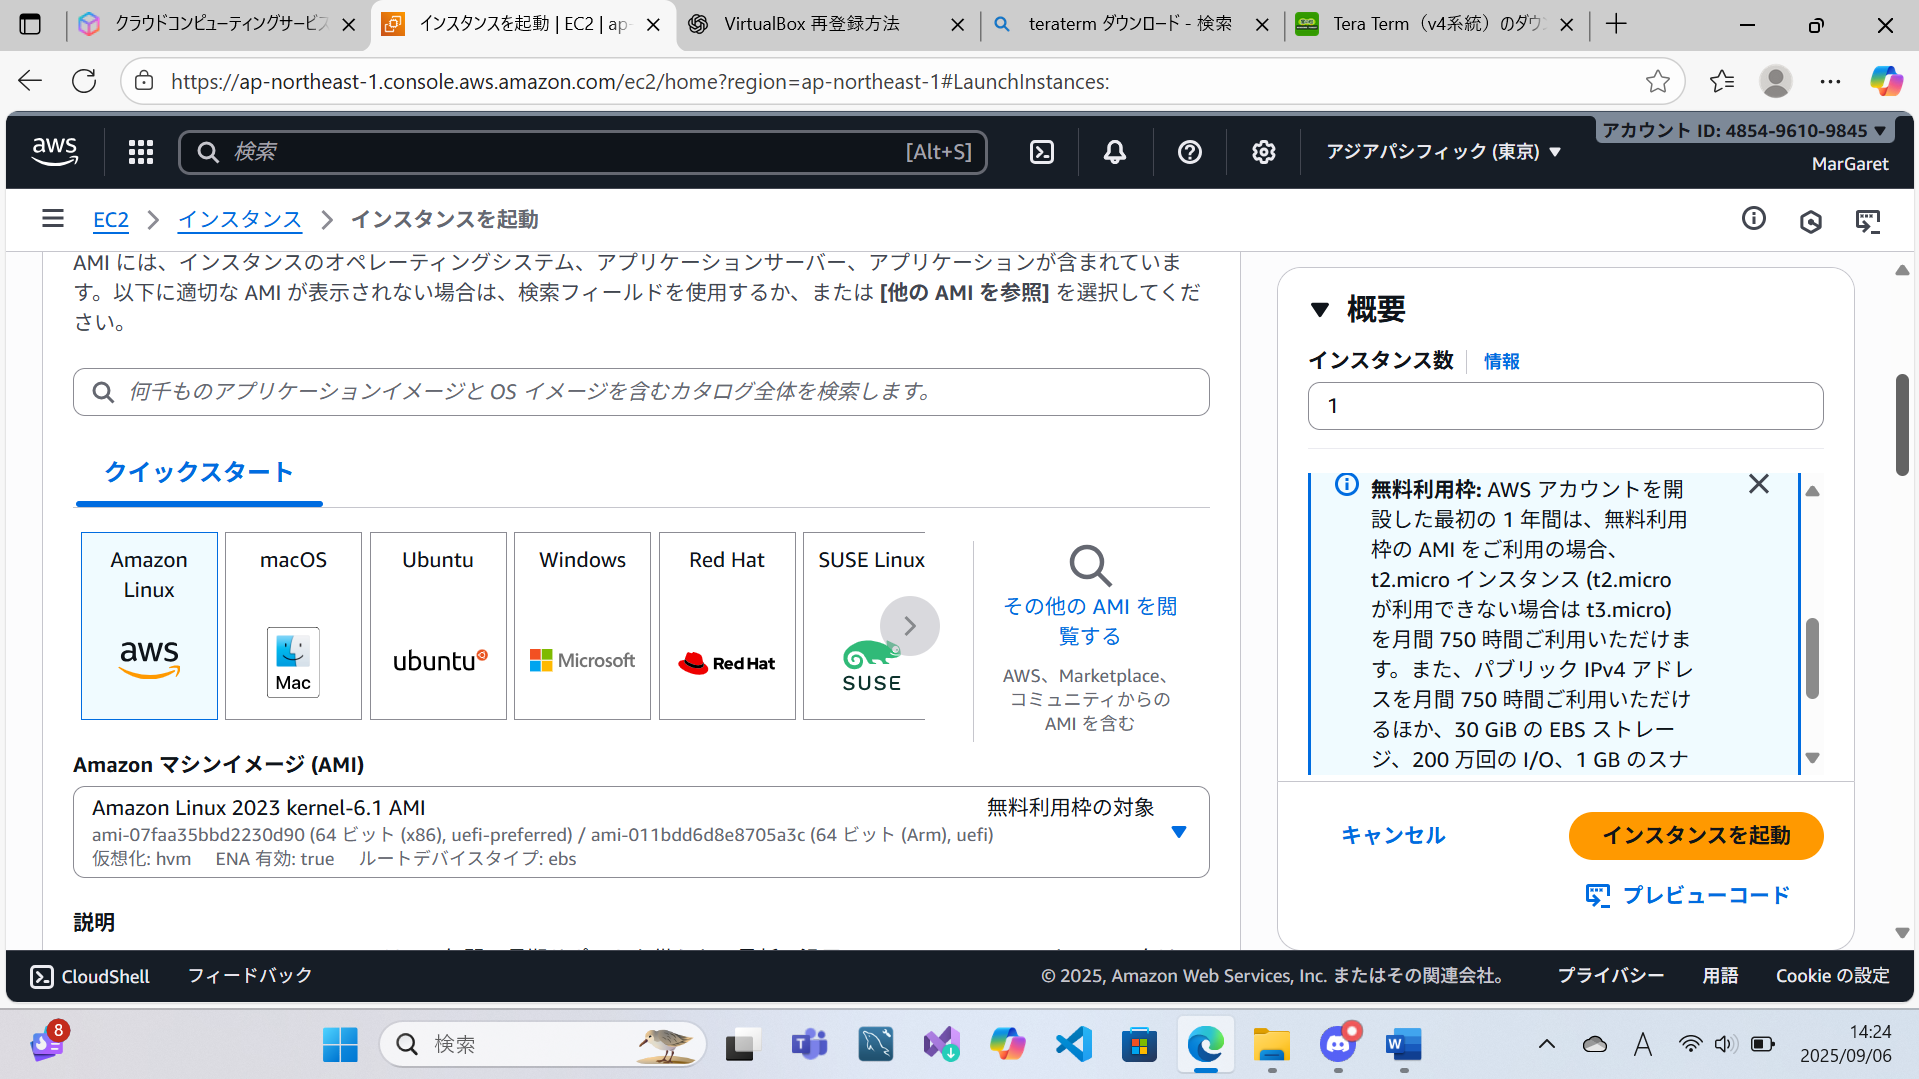 クラウドコンピューティングサービス
インスタンスを起動 | EC2 | ap-
VirtualBox 再登録方法
teraterm ダウンロード - 検索
Tera Term（v4系統）のダウ
https://ap-northeast-1.console.aws.amazon.com/ec2/home?region=ap-northeast-1#LaunchInstances:
aws
検索
[Alt+S]
アジアパシフィック (東京)
アカウント ID: 4854-9610-9845
MarGaret
EC2
インスタンス
インスタンスを起動
AMI には、インスタンスのオペレーティングシステム、アプリケーションサーバー、アプリケーションが含まれていま
す。以下に適切な AMI が表示されない場合は、検索フィールドを使用するか、または [他の AMI を参照] を選択してくだ
さい。
何千ものアプリケーションイメージと OS イメージを含むカタログ全体を検索します。
クイックスタート
Amazon
Linux
aws
macOS
Mac
Ubuntu
ubuntu
Windows
Microsoft
Red Hat
Red Hat
SUSE Linux
SUSE
その他の AMI を閲
覧する
AWS、Marketplace、
コミュニティからの
AMI を含む
Amazon マシンイメージ (AMI)
Amazon Linux 2023 kernel-6.1 AMI
無料利用枠の対象
ami-07faa35bbd2230d90 (64 ビット (x86), uefi-preferred) / ami-011bdd6d8e8705a3c (64 ビット (Arm), uefi)
仮想化: hvm ENA 有効: true ルートデバイスタイプ: ebs
説明
概要
インスタンス数
情報
1
無料利用枠: AWS アカウントを開
設した最初の 1 年間は、無料利用
枠の AMI をご利用の場合、
t2.micro インスタンス (t2.micro
が利用できない場合は t3.micro)
を月間 750 時間ご利用いただけま
す。また、パブリック IPv4 アドレ
スを月間 750 時間ご利用いただけ
るほか、30 GiB の EBS ストレー
ジ、200 万回の I/O、1 GB のスナ
キャンセル
インスタンスを起動
プレビューコード
CloudShell
フィードバック
© 2025, Amazon Web Services, Inc. またはその関連会社。
プライバシー
用語
Cookie の設定
8
検索
A
14:24
2025/09/06